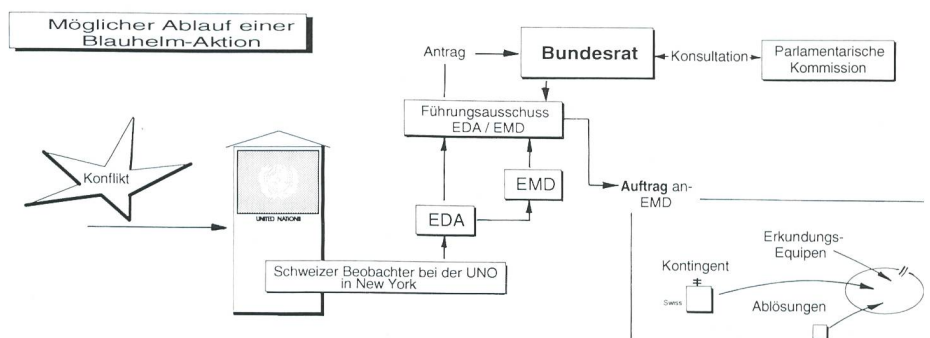 Möglicher Ablauf einer
Blauhelm-Aktion
Antrag
Bundesrat
Konsultation
Parlamentarische
Kommission
Führungsausschuss
EDA / EMD
Konflikt
UNITED NATIONS
EMD
EDA
Auftrag an-
EMD
Schweizer Beobachter bei der UNO
in New York
Erkundungs-
Equipen
Kontingent
Swiss
Ablösungen